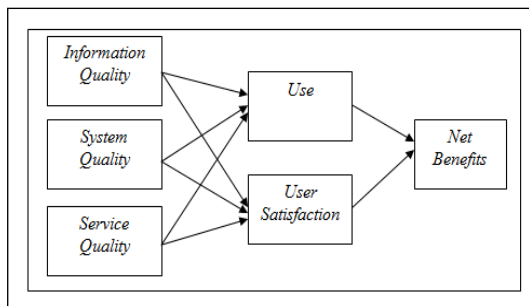 Information
Quality
System
Quality
Service
Quality
Use
User
Satisfaction
Net
Benefits